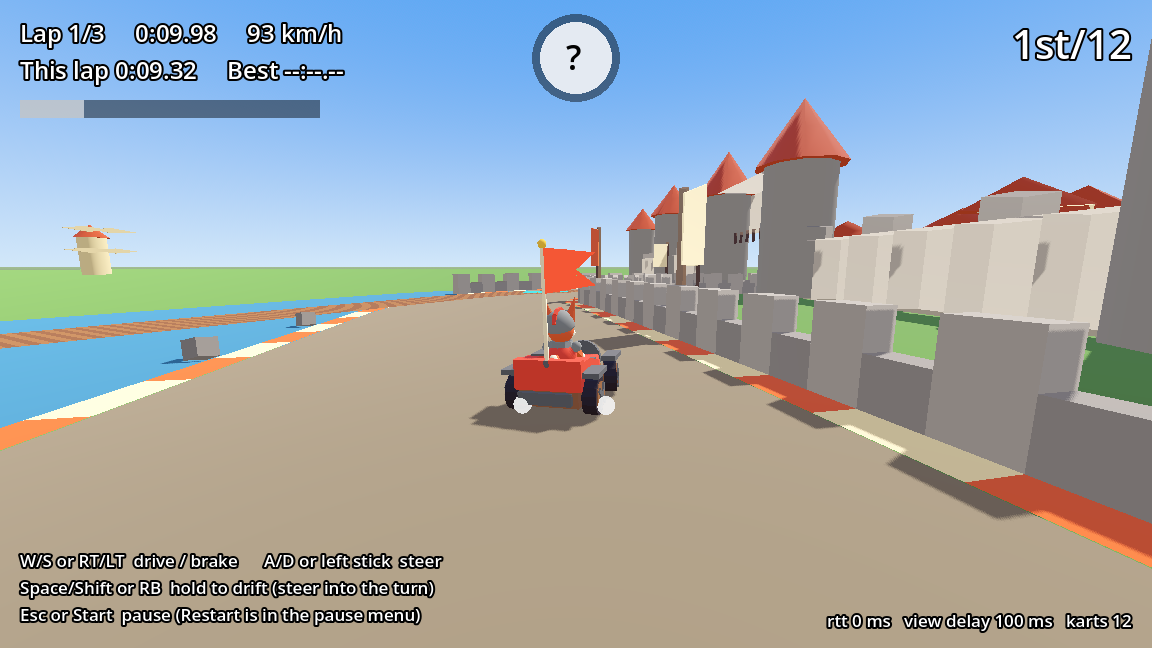 Lap 1/3 0:09.98 93 km/h
This lap 0:09.32 Best --:--.--
?
1st/12
W/S or RT/LT drive / brake A/D or left stick steer
Space/Shift or RB hold to drift (steer into the turn)
Esc or Start pause (Restart is in the pause menu)
rtt 0 ms view delay 100 ms karts 12